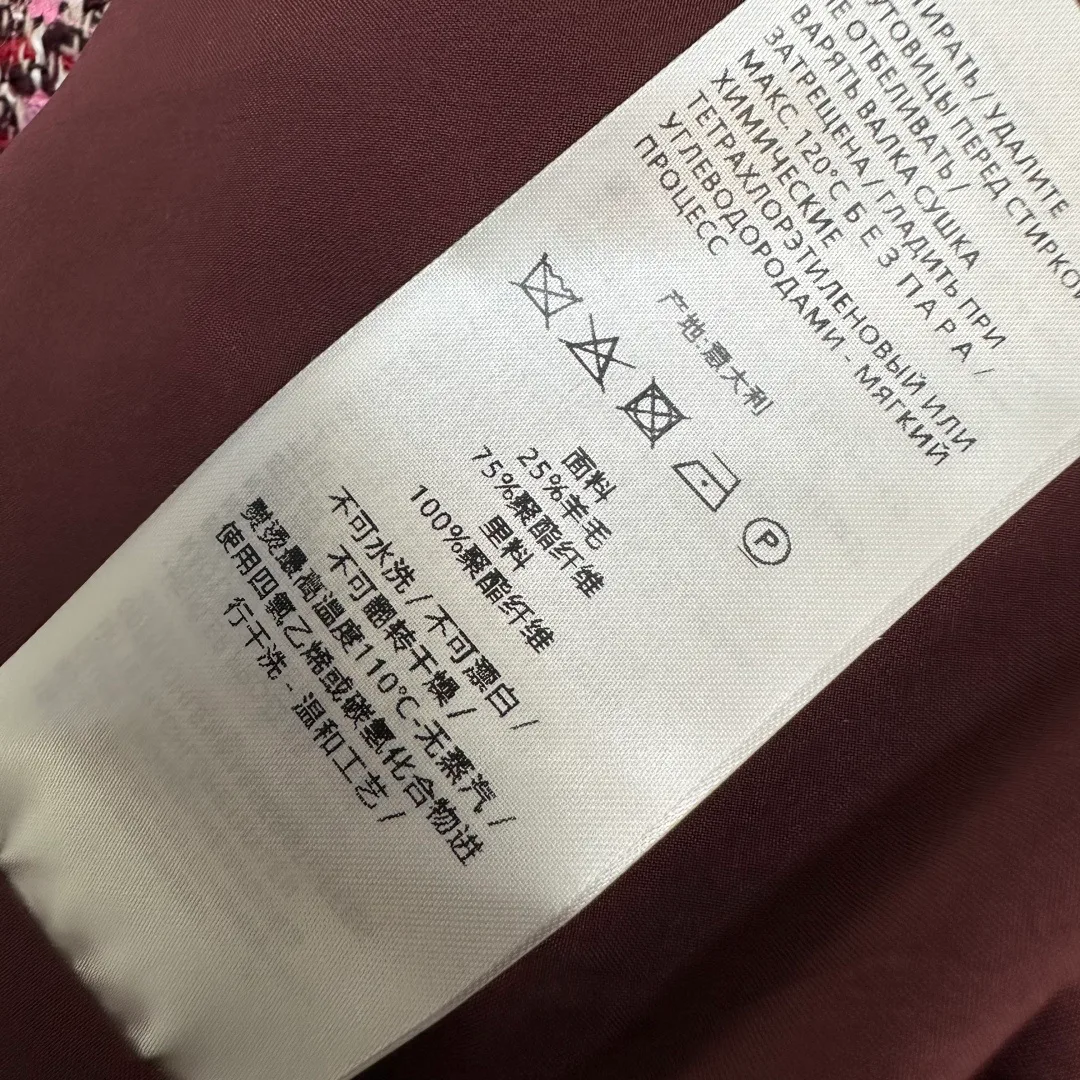 УДАЛИТЕ
ПЕРЕД СТИРКОЙ
НЕ ОТБЕЛИВАТЬ /
ВАРЯТЬ ВАЛКА СУШКА
ЗАТРЕЩЕНА / ГЛАДИТЬ ПРИ
МАКС. 120°C БЕЗ ПАРА /
ХИМИЧЕСКИЕ
ТЕТРАХЛОРЭТИЛЕНОВЫЙ ИЛИ
УГЛЕВОДОРОДАМИ - МЯГКИЙ
ПРОЦЕСС
产地:意大利
P
面料
25%羊毛
75%聚酯纤维
里料
100%聚酯纤维
不可水洗 / 不可漂白 /
不可翻转干燥 /
熨烫最高温度110℃-无蒸汽 /
使用四氯乙烯或碳氢化合物进
行干洗 - 温和工艺 /